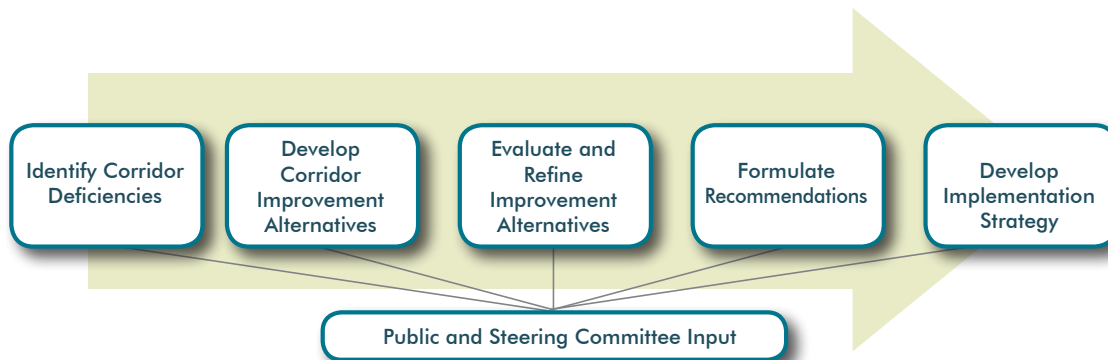 Identify Corridor
Deficiencies
Develop
Corridor
Improvement
Alternatives
Evaluate and
Refine
Improvement
Alternatives
Formulate
Recommendations
Develop
Implementation
Strategy
Public and Steering Committee Input